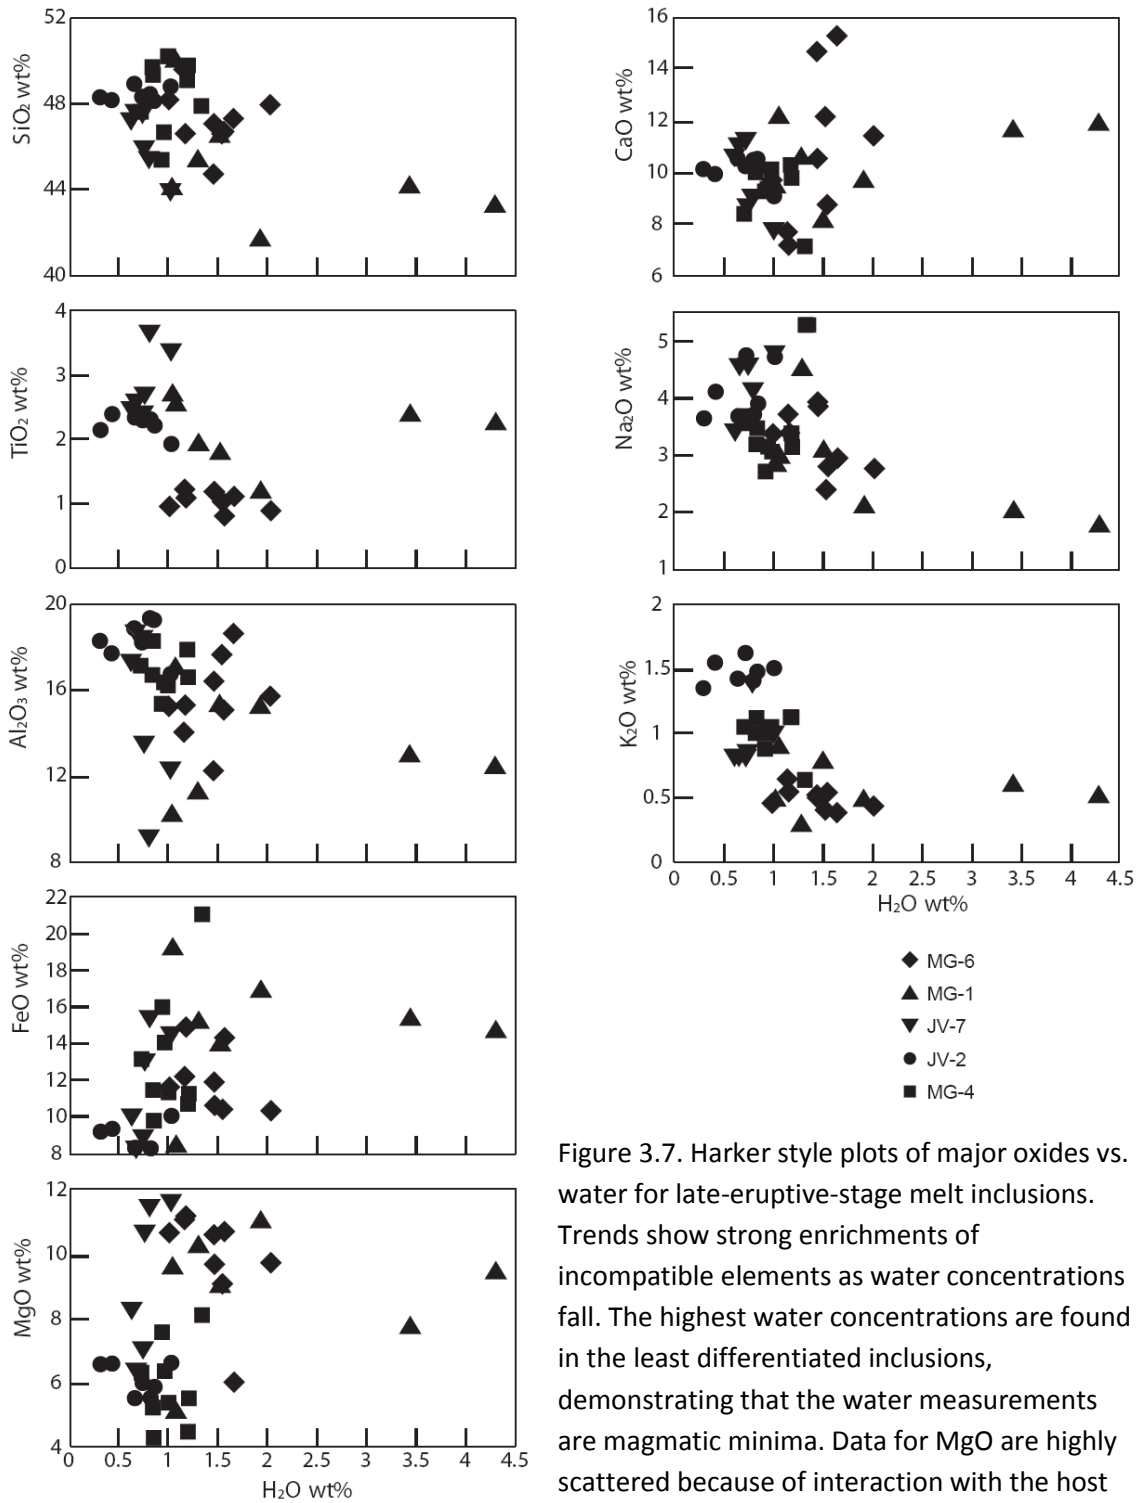 52
48
44
40
SiO₂ wt%
4
3
2
1
0
TiO₂ wt%
20
16
12
8
Al₂O₃ wt%
22
20
18
16
14
12
10
8
FeO wt%
12
10
8
6
4
MgO wt%
0 0.5 1 1.5 2 2.5 3 3.5 4 4.5
H₂O wt%
16
14
12
10
8
6
CaO wt%
5
4
3
2
1
Na₂O wt%
2
1.5
1
0.5
0
K₂O wt%
0 0.5 1 1.5 2 2.5 3 3.5 4 4.5
H₂O wt%
MG-6
MG-1
JV-7
JV-2
MG-4
Figure 3.7. Harker style plots of major oxides vs.
water for late-eruptive-stage melt inclusions.
Trends show strong enrichments of
incompatible elements as water concentrations
fall. The highest water concentrations are found
in the least differentiated inclusions,
demonstrating that the water measurements
are magmatic minima. Data for MgO are highly
scattered because of interaction with the host